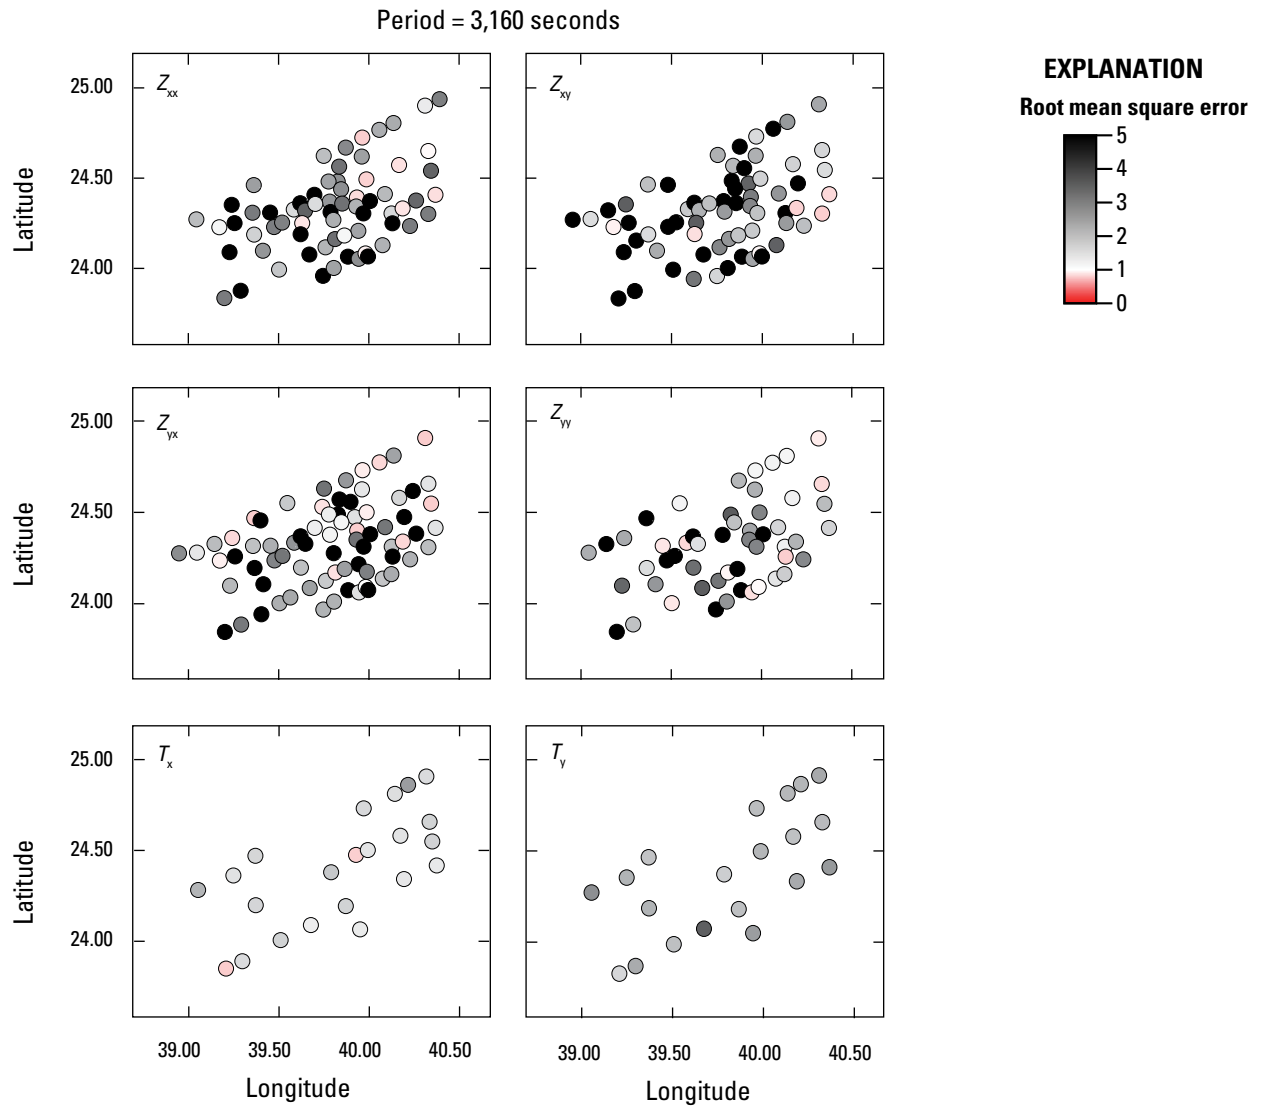 Period = 3,160 seconds
EXPLANATION
Root mean square error
5
4
3
2
1
0
Zxx
Zxy
25.00
24.50
24.00
Latitude
Zyx
Zyy
25.00
24.50
24.00
Latitude
Tx
Ty
25.00
24.50
24.00
Latitude
39.00 39.50 40.00 40.50
39.00 39.50 40.00 40.50
Longitude
Longitude